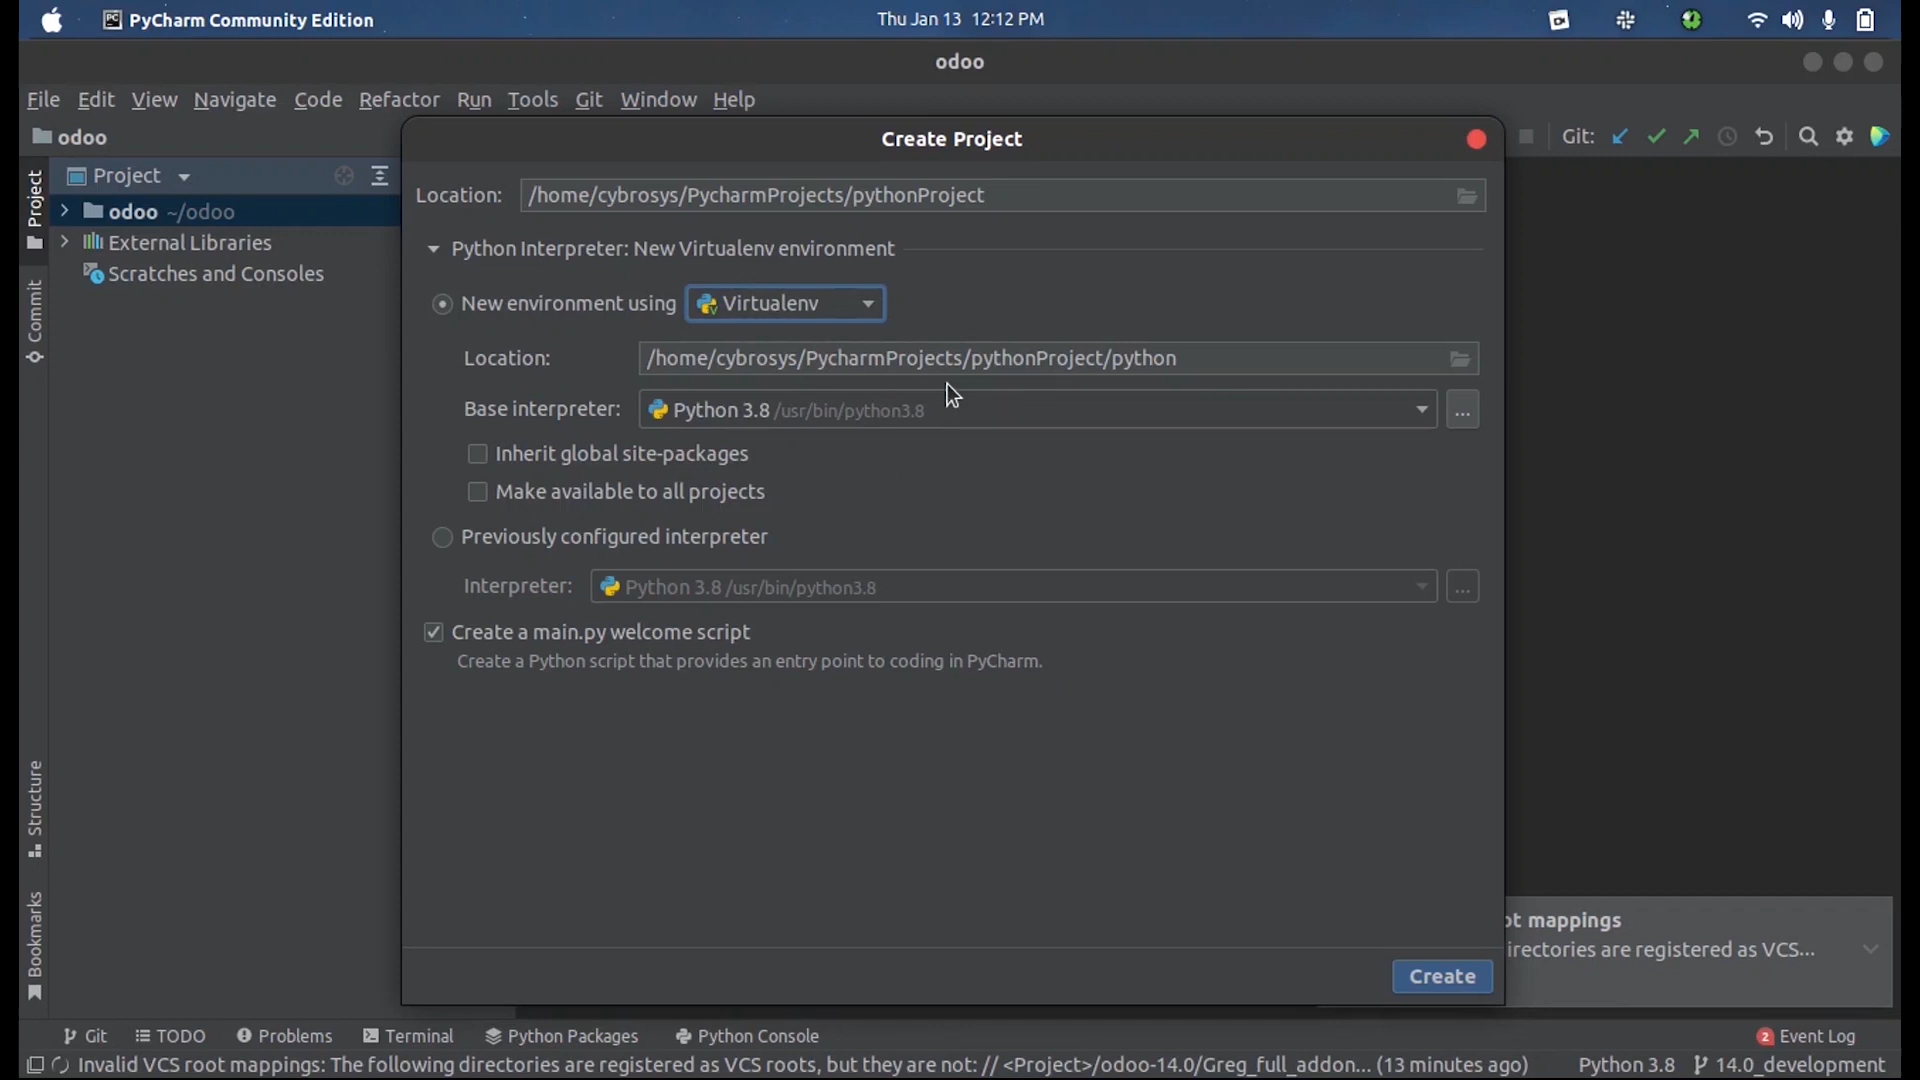 PyCharm Community Edition
Thu Jan 13 12:12 PM
odoo
File Edit View Navigate Code Refactor Run Tools Git Window Help
odoo
Git:
Project
odoo ~/odoo
External Libraries
Scratches and Consoles
Project
Commit
Structure
Bookmarks
Create Project
Location: /home/cybrosys/PycharmProjects/pythonProject
Python Interpreter: New Virtualenv environment
New environment using Virtualenv
Location: /home/cybrosys/PycharmProjects/pythonProject/python
Base interpreter: Python 3.8 /usr/bin/python3.8 ...
Inherit global site-packages
Make available to all projects
Previously configured interpreter
Interpreter: Python 3.8 /usr/bin/python3.8 ...
Create a main.py welcome script
Create a Python script that provides an entry point to coding in PyCharm.
Create
ot mappings
irectories are registered as VCS...
Git TODO Problems Terminal Python Packages Python Console 2 Event Log
Invalid VCS root mappings: The following directories are registered as VCS roots, but they are not: // <Project>/odoo-14.0/Greg_full_addon... (13 minutes ago) Python 3.8 14.0_development